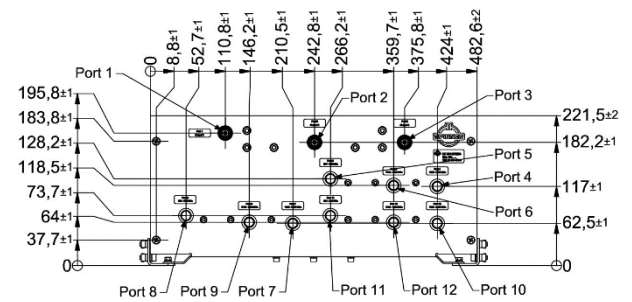 0
8,8±1
52,7±1
110,8±1
146,2±1
210,5±1
242,8±1
266,2±1
359,7±1
375,8±1
424±1
482,6±2
Port 1
Port 2
Port 3
195,8±1
183,8±1
128,2±1
118,5±1
73,7±1
64±1
37,7±1
0
221,5±2
182,2±1
117±1
62,5±1
0
Port 5
Port 4
Port 6
Port 8
Port 9
Port 7
Port 11
Port 12
Port 10